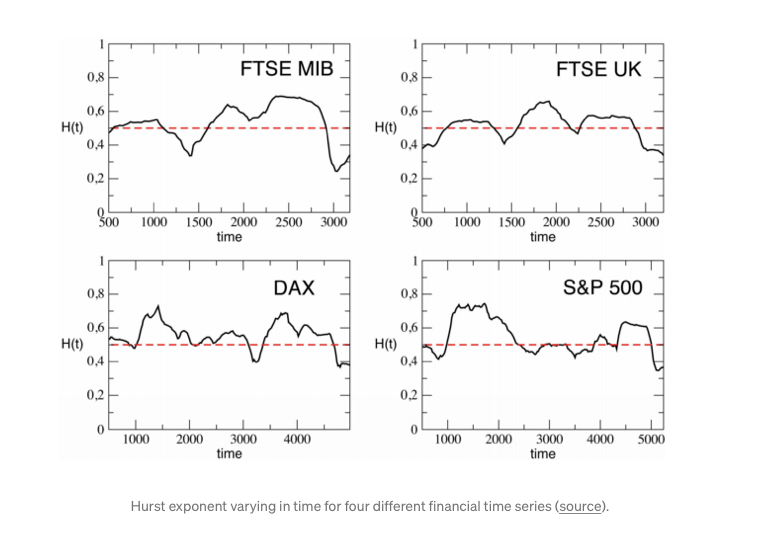 1
0,8
0,6
H(t)
0,4
0,2
0
500 1000 1500 2000 2500 3000
time
FTSE MIB
1
0,8
0,6
H(t)
0,4
0,2
0
500 1000 1500 2000 2500 3000
time
FTSE UK
1
0,8
0,6
H(t)
0,4
0,2
0
1000 2000 3000 4000
time
DAX
1
0,8
0,6
H(t)
0,4
0,2
0
1000 2000 3000 4000 5000
time
S&P 500
Hurst exponent varying in time for four different financial time series (source).